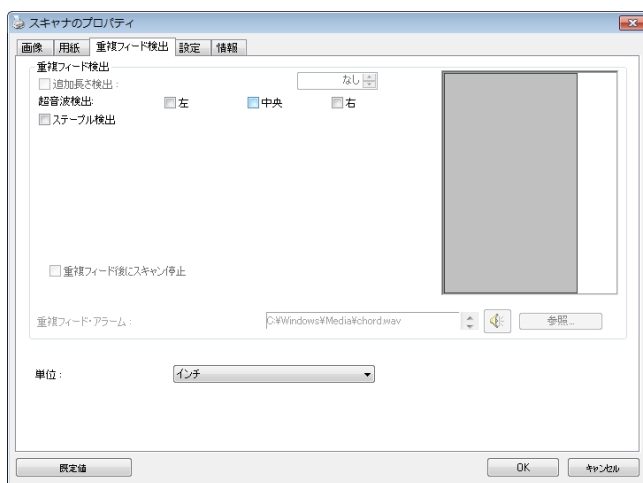 スキャナのプロパティ
画像 用紙 重複フィード検出 設定 情報
重複フィード検出
追加長さ検出 : なし
超音波検出: 左 中央 右
ステープル検出
重複フィード後にスキャン停止
重複フィード・アラーム : C:¥Windows¥Media¥chord.wav 参照...
単位 : インチ
既定値 OK キャンセル